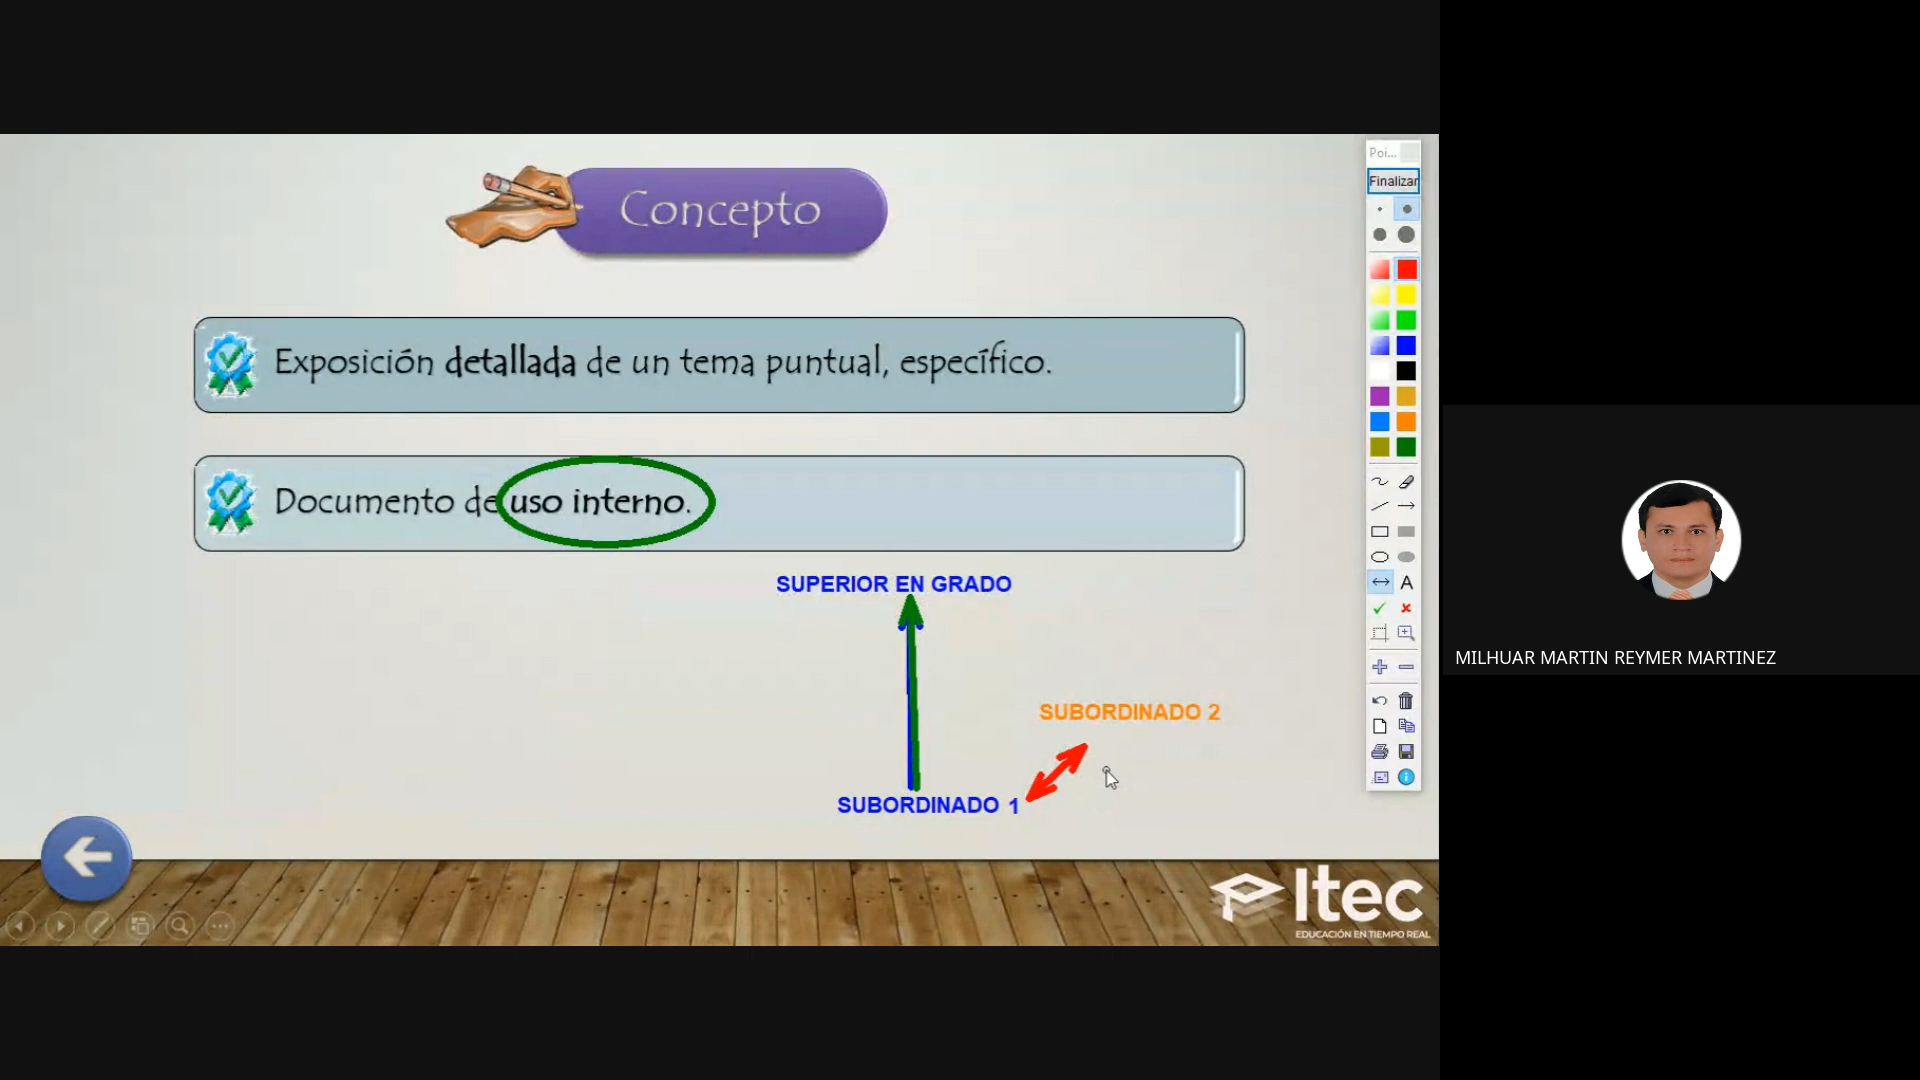 Poi...
Finalizar
Concepto
Exposición detallada de un tema puntual, específico.
Documento de uso interno.
SUPERIOR EN GRADO
SUBORDINADO 2
SUBORDINADO 1
A
Itec
EDUCACIÓN EN TIEMPO REAL
MILHUAR MARTIN REYMER MARTINEZ